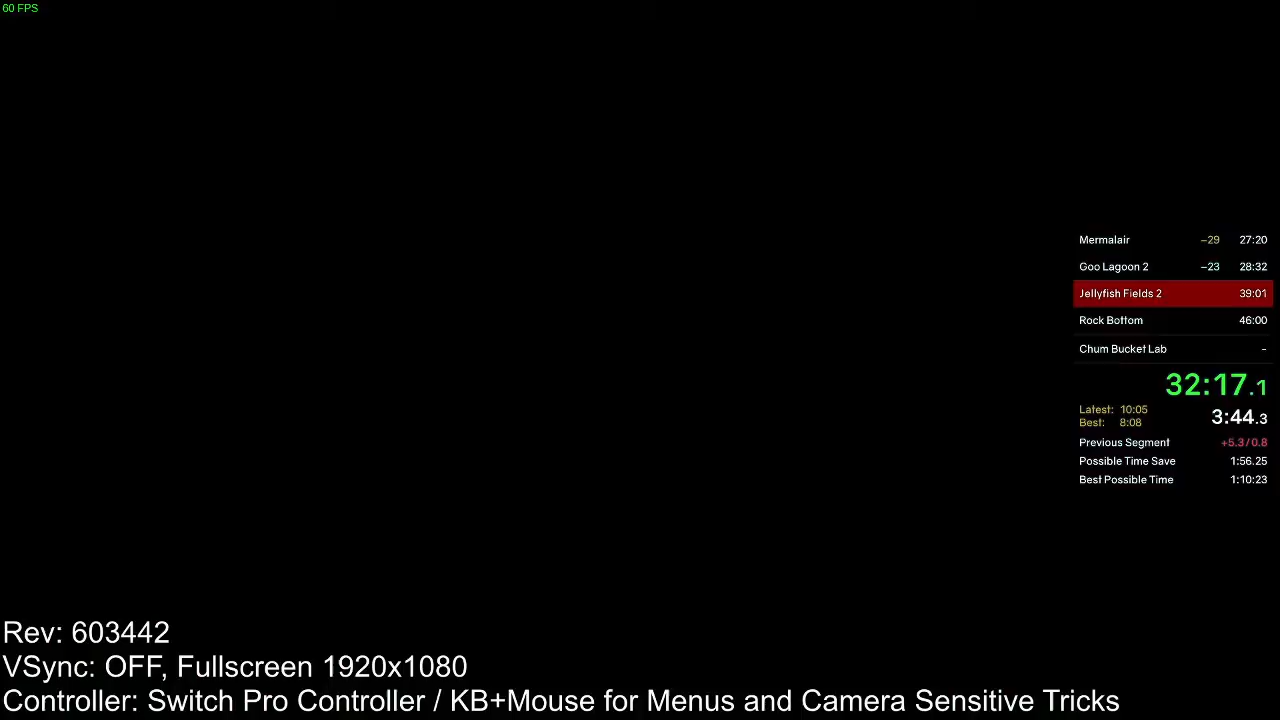 60 FPS
Mermalair −29 27:20
Goo Lagoon 2 −23 28:32
Jellyfish Fields 2 39:01
Rock Bottom 46:00
Chum Bucket Lab -
32:17.1
Latest: 10:05
3:44.3
Best: 8:08
Previous Segment +5.3/0.8
Possible Time Save 1:56.25
Best Possible Time 1:10:23
Rev: 603442
VSync: OFF, Fullscreen 1920x1080
Controller: Switch Pro Controller / KB+Mouse for Menus and Camera Sensitive Tricks